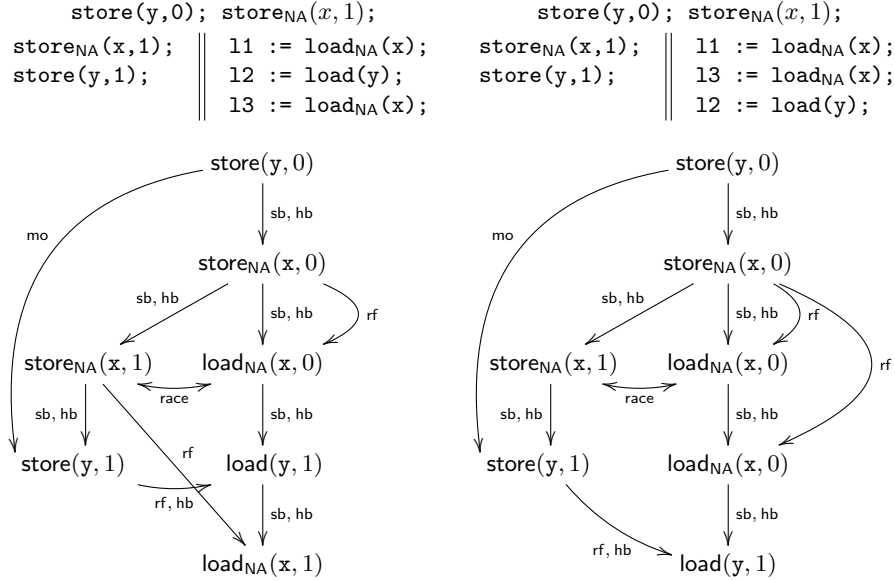 store(y,0); store_NA(x,1);
store_NA(x,1); l1 := load_NA(x);
store(y,1); l2 := load(y);
l3 := load_NA(x);
store(y, 0)
sb, hb
mo
store_NA(x, 0)
sb, hb sb, hb rf
store_NA(x, 1) load_NA(x, 0)
race
sb, hb sb, hb
rf
store(y, 1) load(y, 1)
rf, hb
sb, hb
load_NA(x, 1)
store(y,0); store_NA(x,1);
store_NA(x,1); l1 := load_NA(x);
store(y,1); l3 := load_NA(x);
l2 := load(y);
store(y, 0)
sb, hb
mo
store_NA(x, 0)
sb, hb sb, hb rf
store_NA(x, 1) load_NA(x, 0) rf
race
sb, hb sb, hb
store(y, 1) load_NA(x, 0)
sb, hb
rf, hb
load(y, 1)